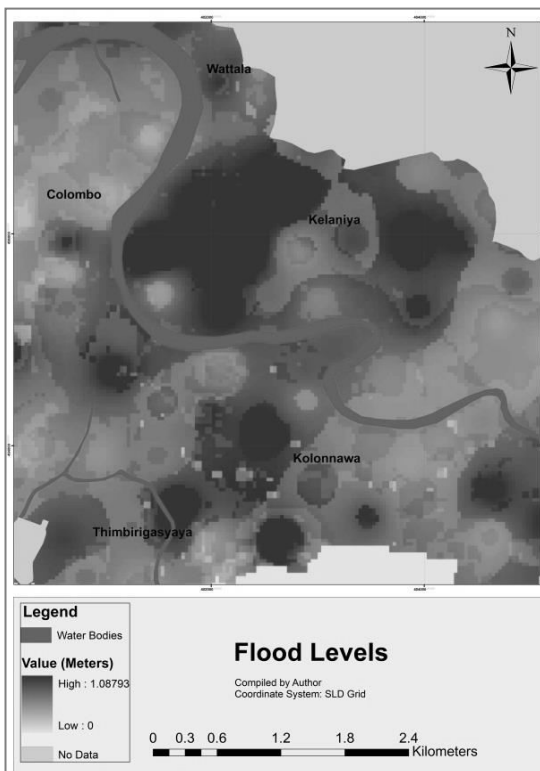 N
Wattala
Colombo
Kelaniya
Kolonnawa
Thimbirigasyaya
Legend
Water Bodies
Value (Meters)
High : 1.08793
Low : 0
No Data
Flood Levels
Compiled by Author
Coordinate System: SLD Grid
0 0.3 0.6 1.2 1.8 2.4
Kilometers